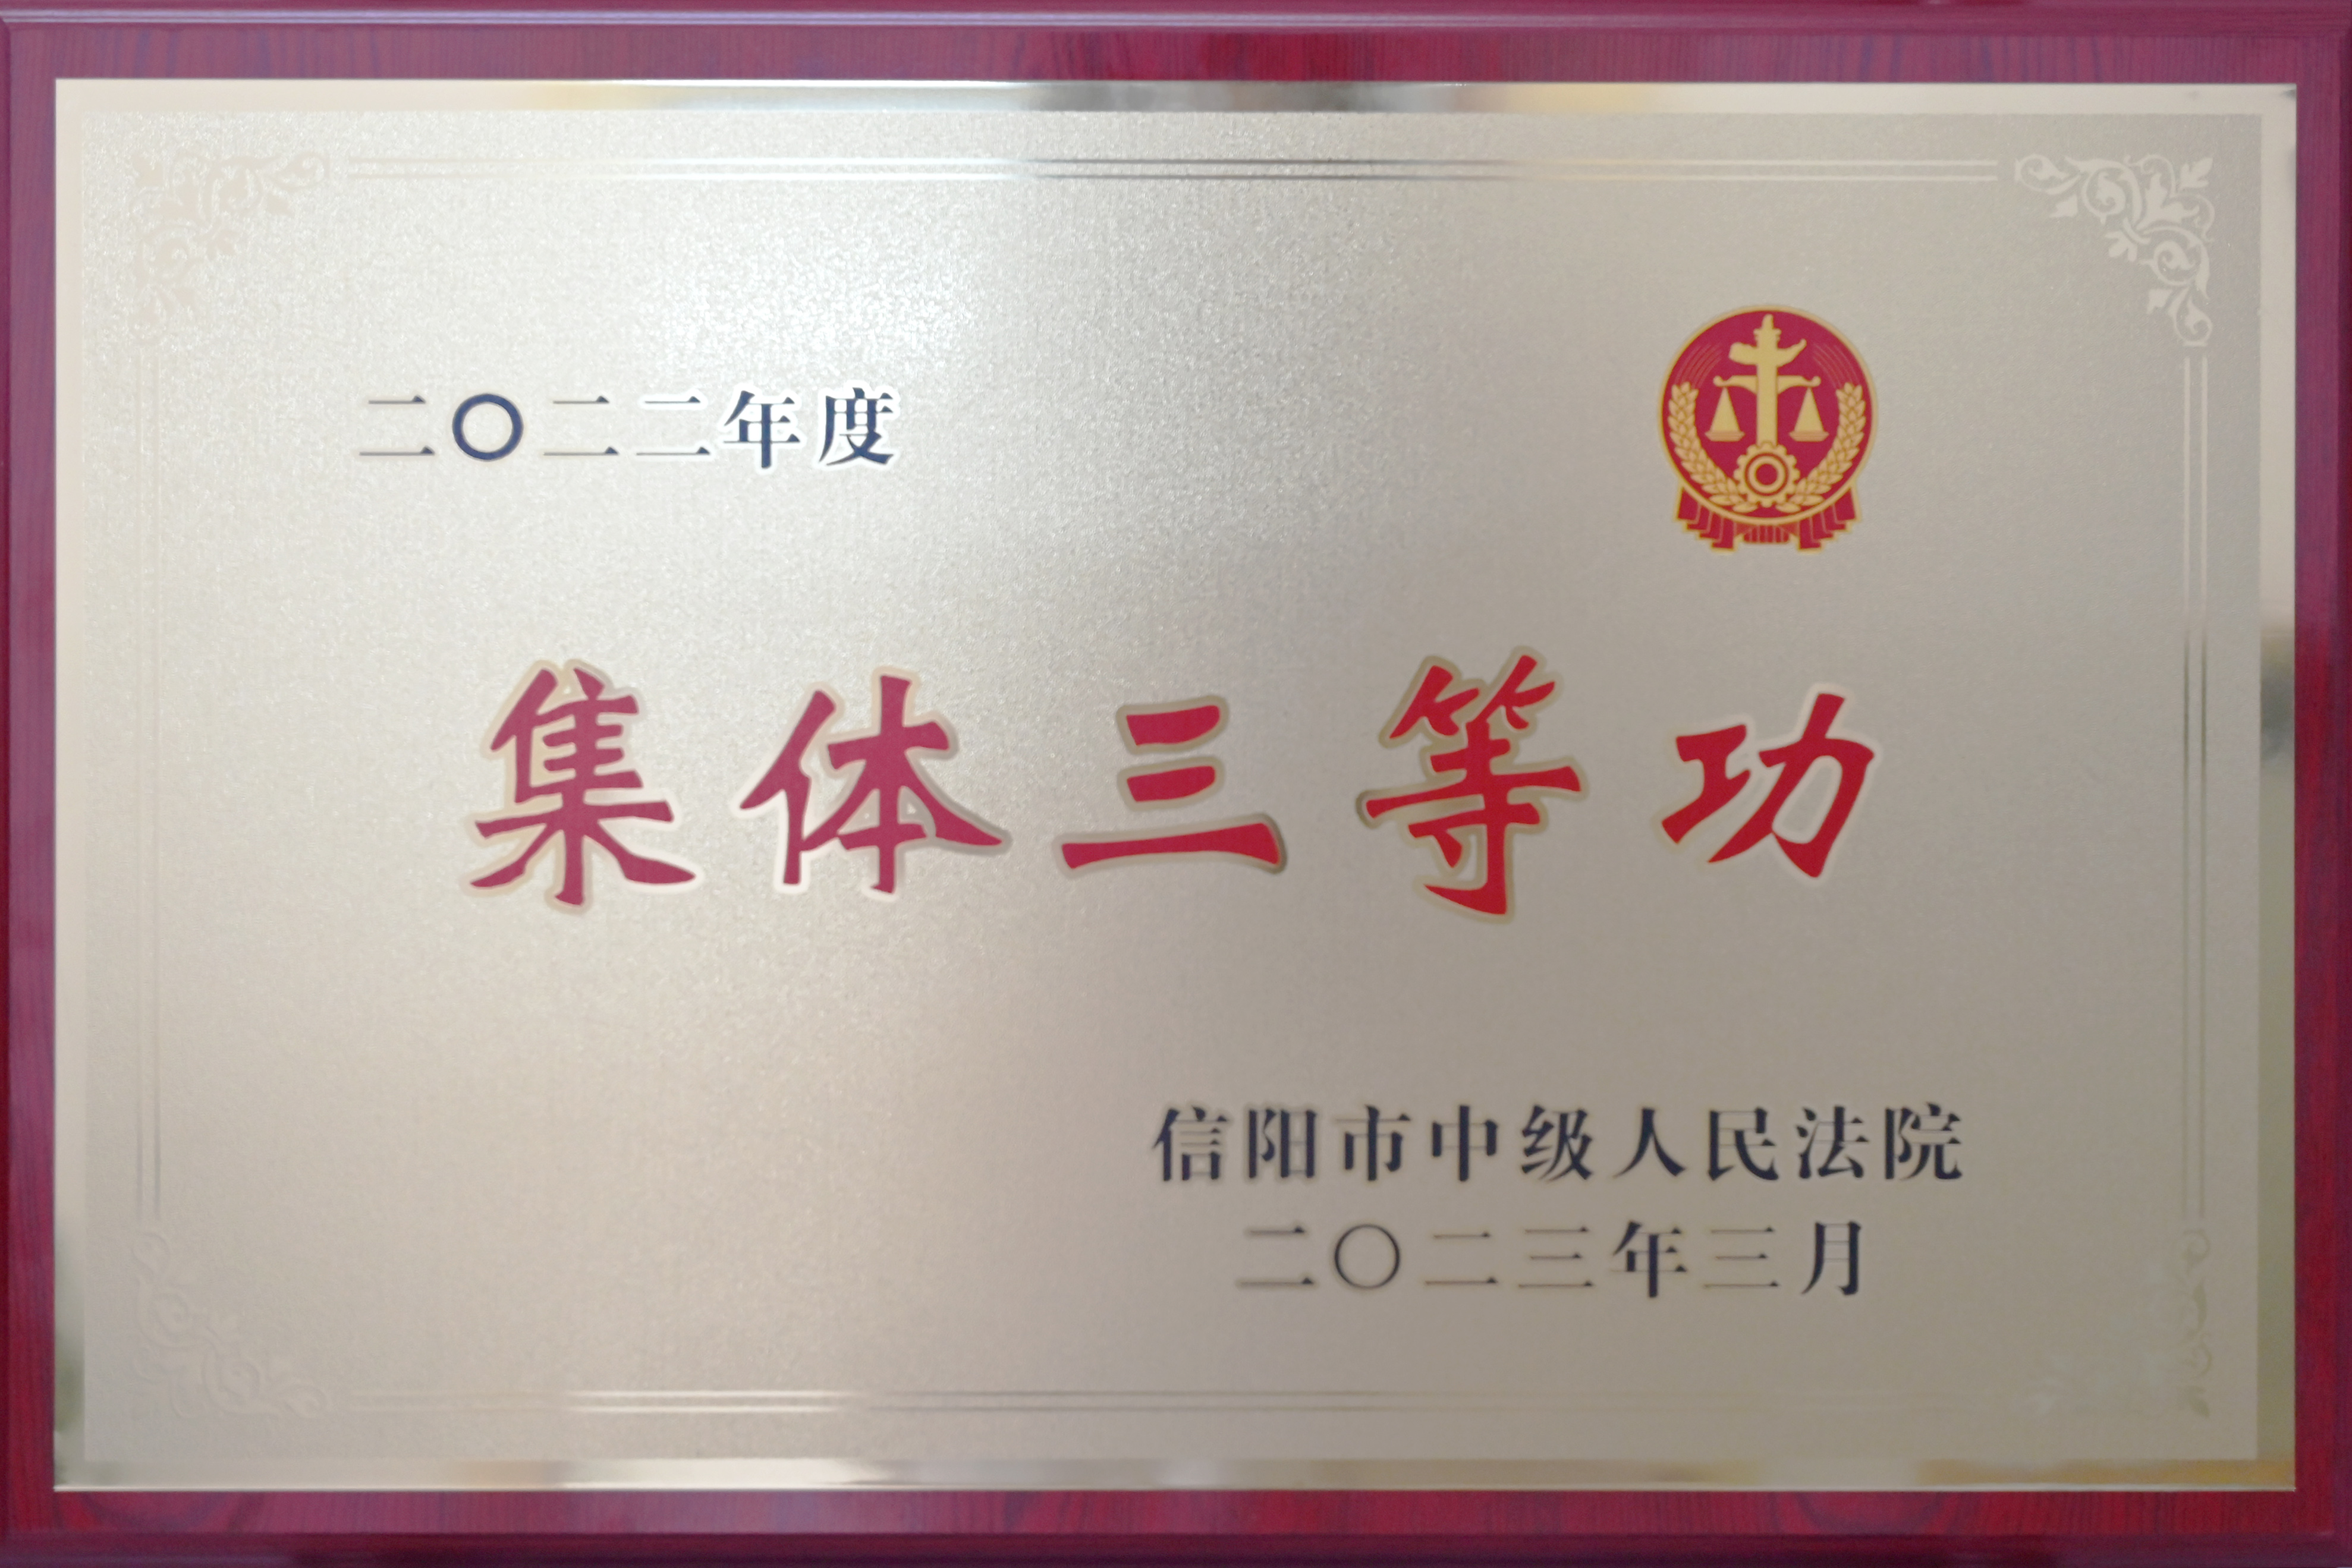 二〇二二年度
集体三等功
信阳市中级人民法院
二〇二三年三月